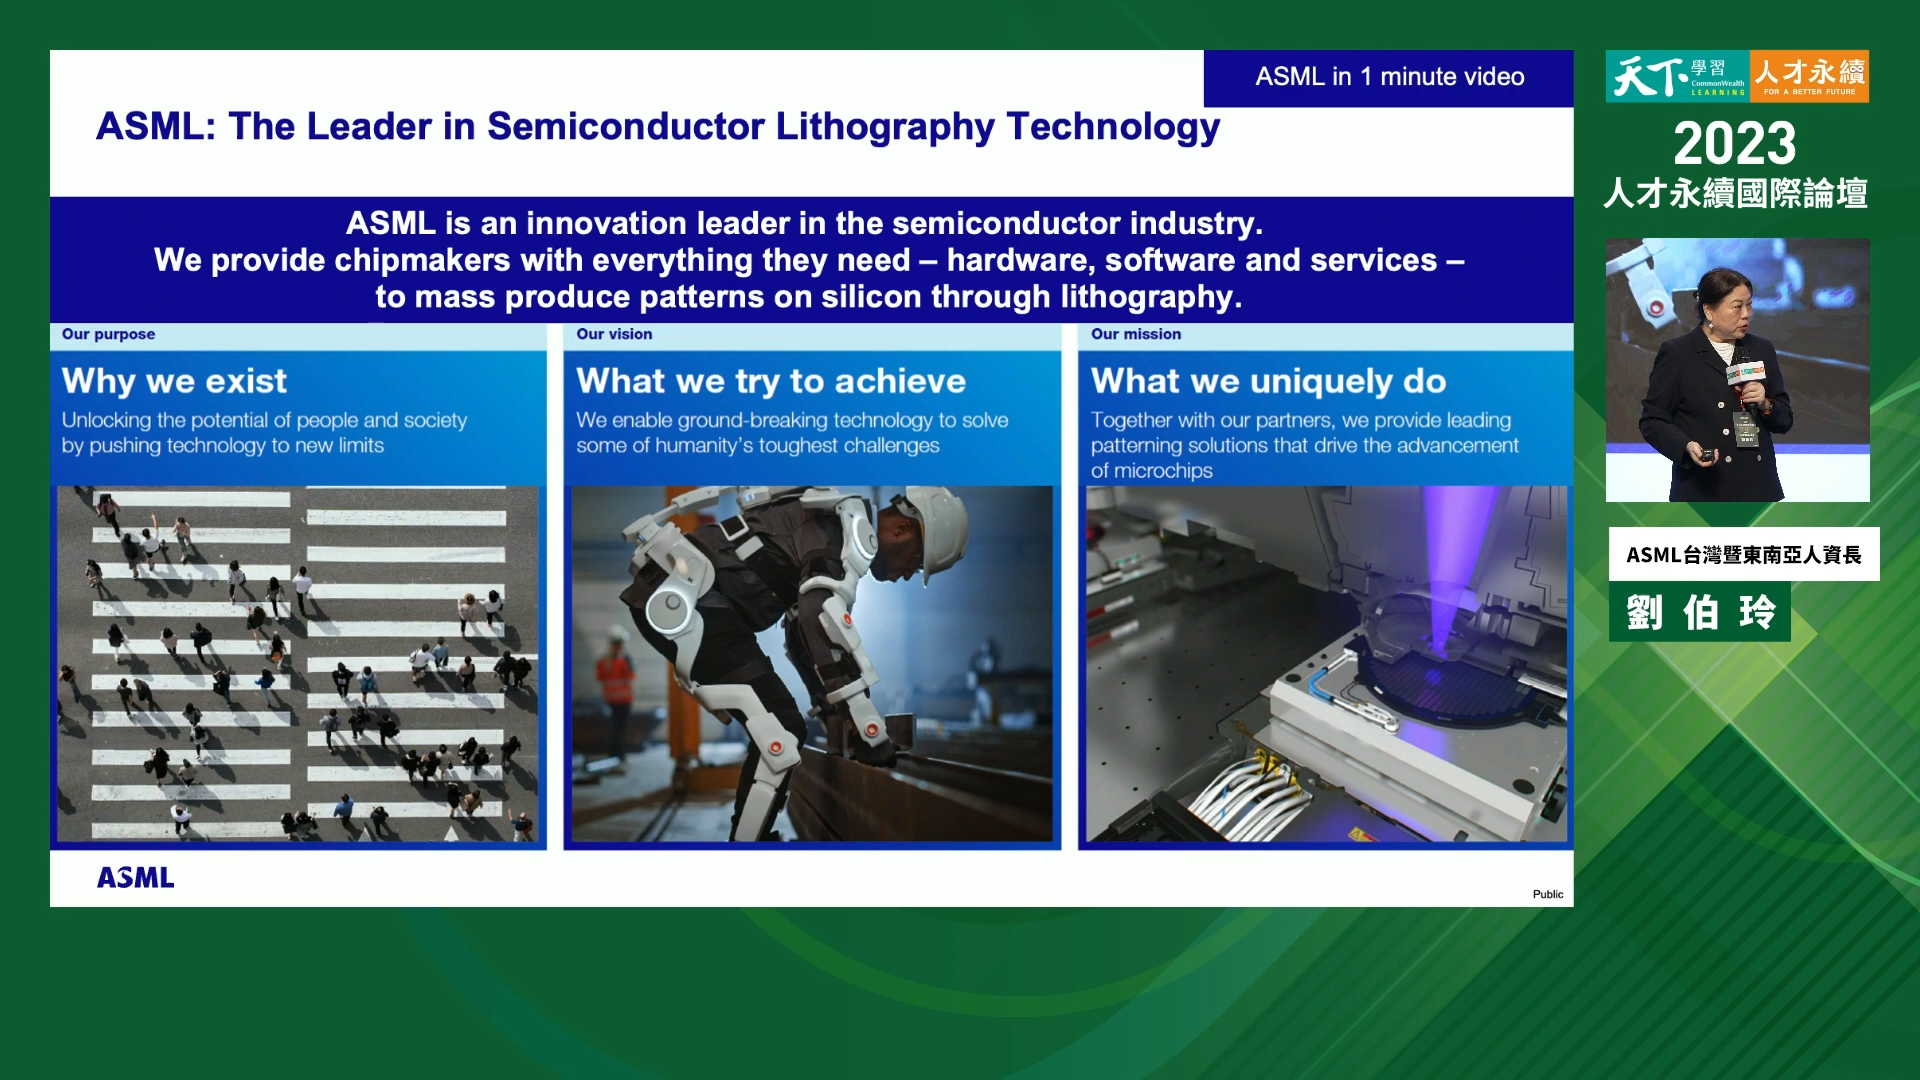 ASML in 1 minute video
ASML: The Leader in Semiconductor Lithography Technology
ASML is an innovation leader in the semiconductor industry.
We provide chipmakers with everything they need – hardware, software and services –
to mass produce patterns on silicon through lithography.
Our purpose
Why we exist
Unlocking the potential of people and society
by pushing technology to new limits
Our vision
What we try to achieve
We enable ground-breaking technology to solve
some of humanity's toughest challenges
Our mission
What we uniquely do
Together with our partners, we provide leading
patterning solutions that drive the advancement
of microchips
ASML
Public
天下學習
CommonWealth
LEARNING
人才永續
FOR A BETTER FUTURE
2023
人才永續國際論壇
ASML台灣暨東南亞人資長
劉伯玲